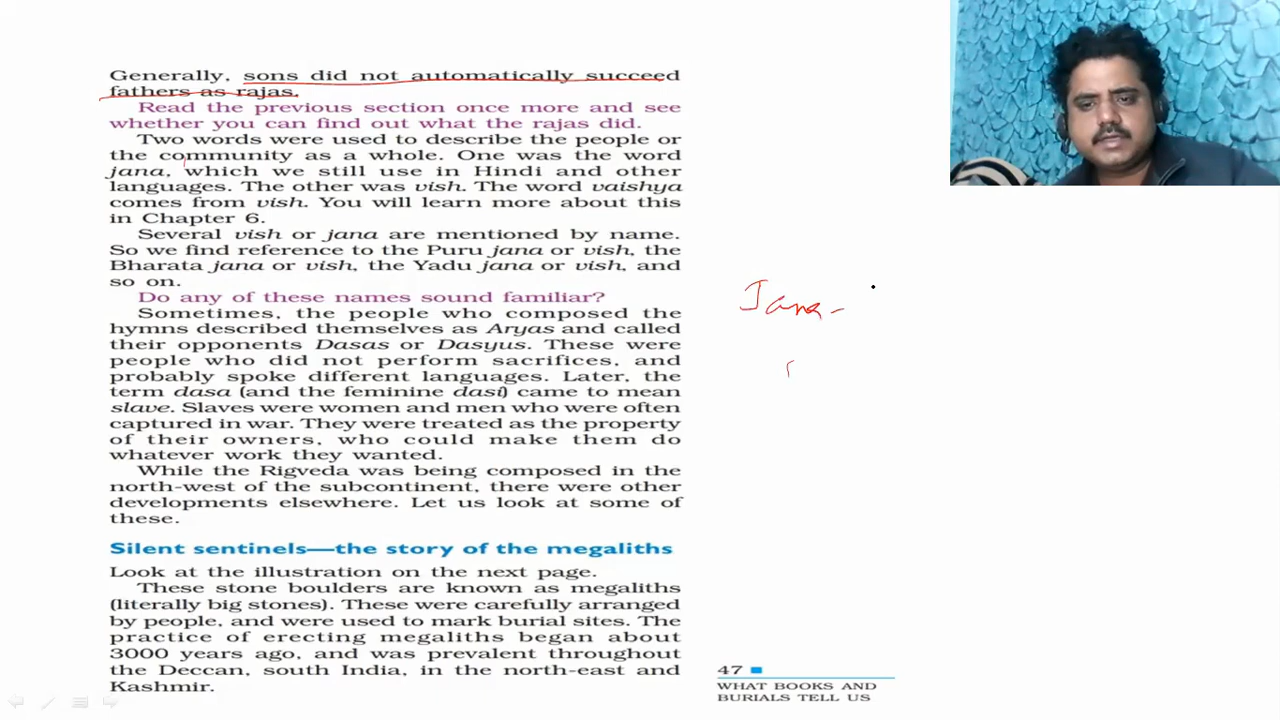 Generally, sons did not automatically succeed
fathers as rajas.
Read the previous section once more and see
whether you can find out what the rajas did.
Two words were used to describe the people or
the community as a whole. One was the word
jana, which we still use in Hindi and other
languages. The other was vish. The word vaishya
comes from vish. You will learn more about this
in Chapter 6.
Several vish or jana are mentioned by name.
So we find reference to the Puru jana or vish, the
Bharata jana or vish, the Yadu jana or vish, and
so on.
Do any of these names sound familiar?
Sometimes, the people who composed the
hymns described themselves as Aryas and called
their opponents Dasas or Dasyus. These were
people who did not perform sacrifices, and
probably spoke different languages. Later, the
term dasa (and the feminine dasi) came to mean
slave. Slaves were women and men who were often
captured in war. They were treated as the property
of their owners, who could make them do
whatever work they wanted.
While the Rigveda was being composed in the
north-west of the subcontinent, there were other
developments elsewhere. Let us look at some of
these.
Silent sentinels—the story of the megaliths
Look at the illustration on the next page.
These stone boulders are known as megaliths
(literally big stones). These were carefully arranged
by people, and were used to mark burial sites. The
practice of erecting megaliths began about
3000 years ago, and was prevalent throughout
the Deccan, south India, in the north-east and
Kashmir.
Jana -
47
WHAT BOOKS AND
BURIALS TELL US